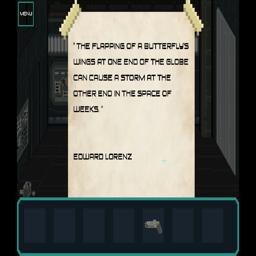 MENU
"THE FLAPPING OF A BUTTERFLY'S
WINGS AT ONE END OF THE GLOBE
CAN CAUSE A STORM AT THE
OTHER END IN THE SPACE OF
WEEKS."
EDWARD LORENZ